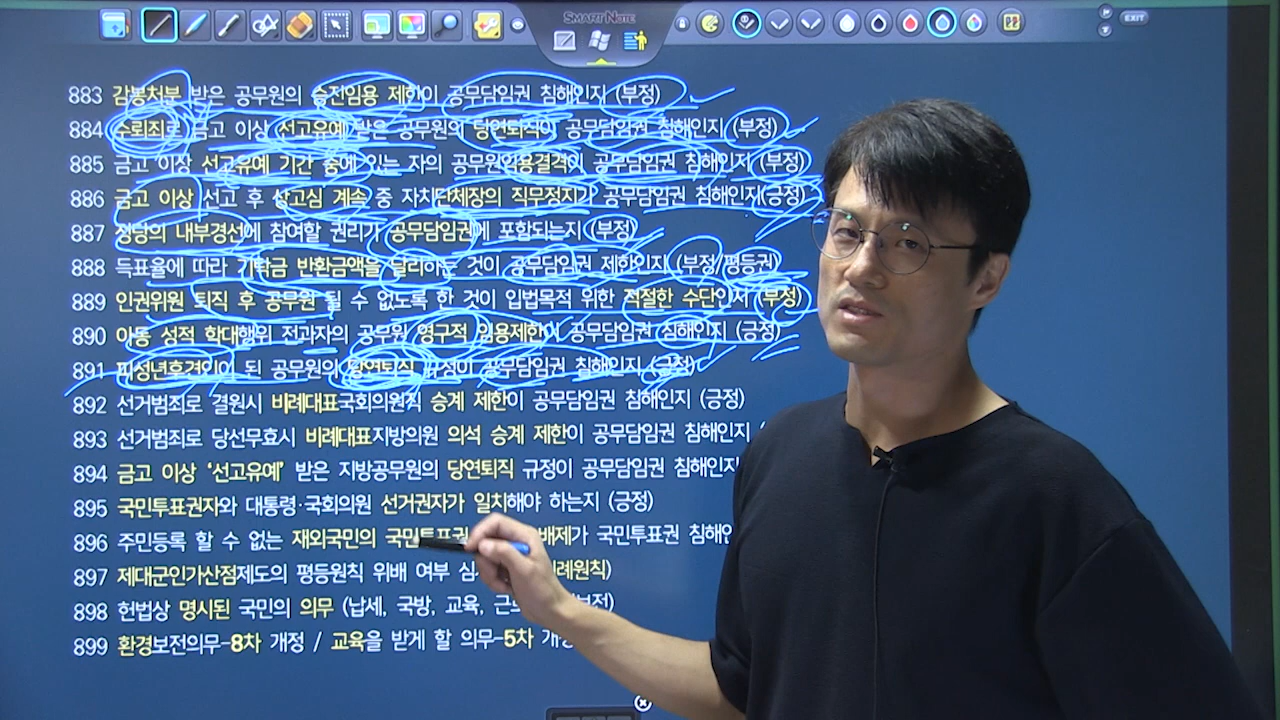 SMART NOTE
EXIT
883 감봉처분 받은 공무원의 승진임용 제한이 공무담임권 침해인지 (부정)
884 수뢰죄로 금고 이상 선고유예 받은 공무원의 당연퇴직이 공무담임권 침해인지 (부정)
885 금고 이상 선고유예 기간 중에 있는 자의 공무원임용결격이 공무담임권 침해인지 (부정)
886 금고 이상 선고 후 상고심 계속 중 자치단체장의 직무정지가 공무담임권 침해인지(긍정)
887 정당의 내부경선에 참여할 권리가 공무담임권에 포함되는지 (부정)
888 득표율에 따라 기탁금 반환금액을 달리하는 것이 공무담임권 제한인지 (부정/평등권)
889 인권위원 퇴직 후 공무원 될 수 없도록 한 것이 입법목적 위한 적절한 수단인지 (부정)
890 아동 성적 학대행위 전과자의 공무원 영구적 임용제한이 공무담임권 침해인지 (긍정)
891 피성년후견인이 된 공무원의 당연퇴직 규정이 공무담임권 침해인지 (긍정)
892 선거범죄로 결원시 비례대표국회의원직 승계 제한이 공무담임권 침해인지 (긍정)
893 선거범죄로 당선무효시 비례대표지방의원 의석 승계 제한이 공무담임권 침해인지 (
894 금고 이상 ‘선고유예’ 받은 지방공무원의 당연퇴직 규정이 공무담임권 침해인지
895 국민투표권자와 대통령·국회의원 선거권자가 일치해야 하는지 (긍정)
896 주민등록 할 수 없는 재외국민의 국민투표권 배제가 국민투표권
897 제대군인가산점제도의 평등원칙 위배 여부 례원칙)
898 헌법상 명시된 국민의 의무 (납세, 국방, 교육, 보전)
899 환경보전의무-8차 개정 / 교육을 받게 할 의무-5차